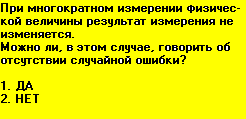 При многократном измерении физичес-
кой величины результат измерения не
изменяется.
Можно ли, в этом случае, говорить об
отсутствии случайной ошибки?
1. ДА
2. НЕТ